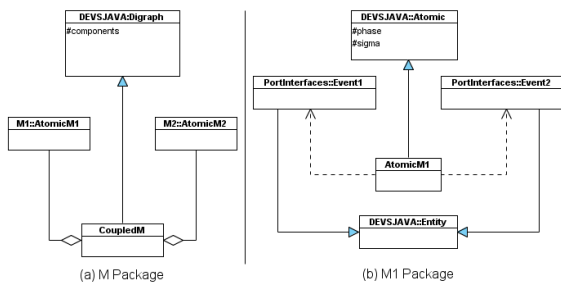 DEVSJAVA::Digraph
#components
M1::AtomicM1
M2::AtomicM2
CoupledM
(a) M Package
DEVSJAVA::Atomic
#phase
#sigma
PortInterfaces::Event1
PortInterfaces::Event2
AtomicM1
DEVSJAVA::Entity
(b) M1 Package